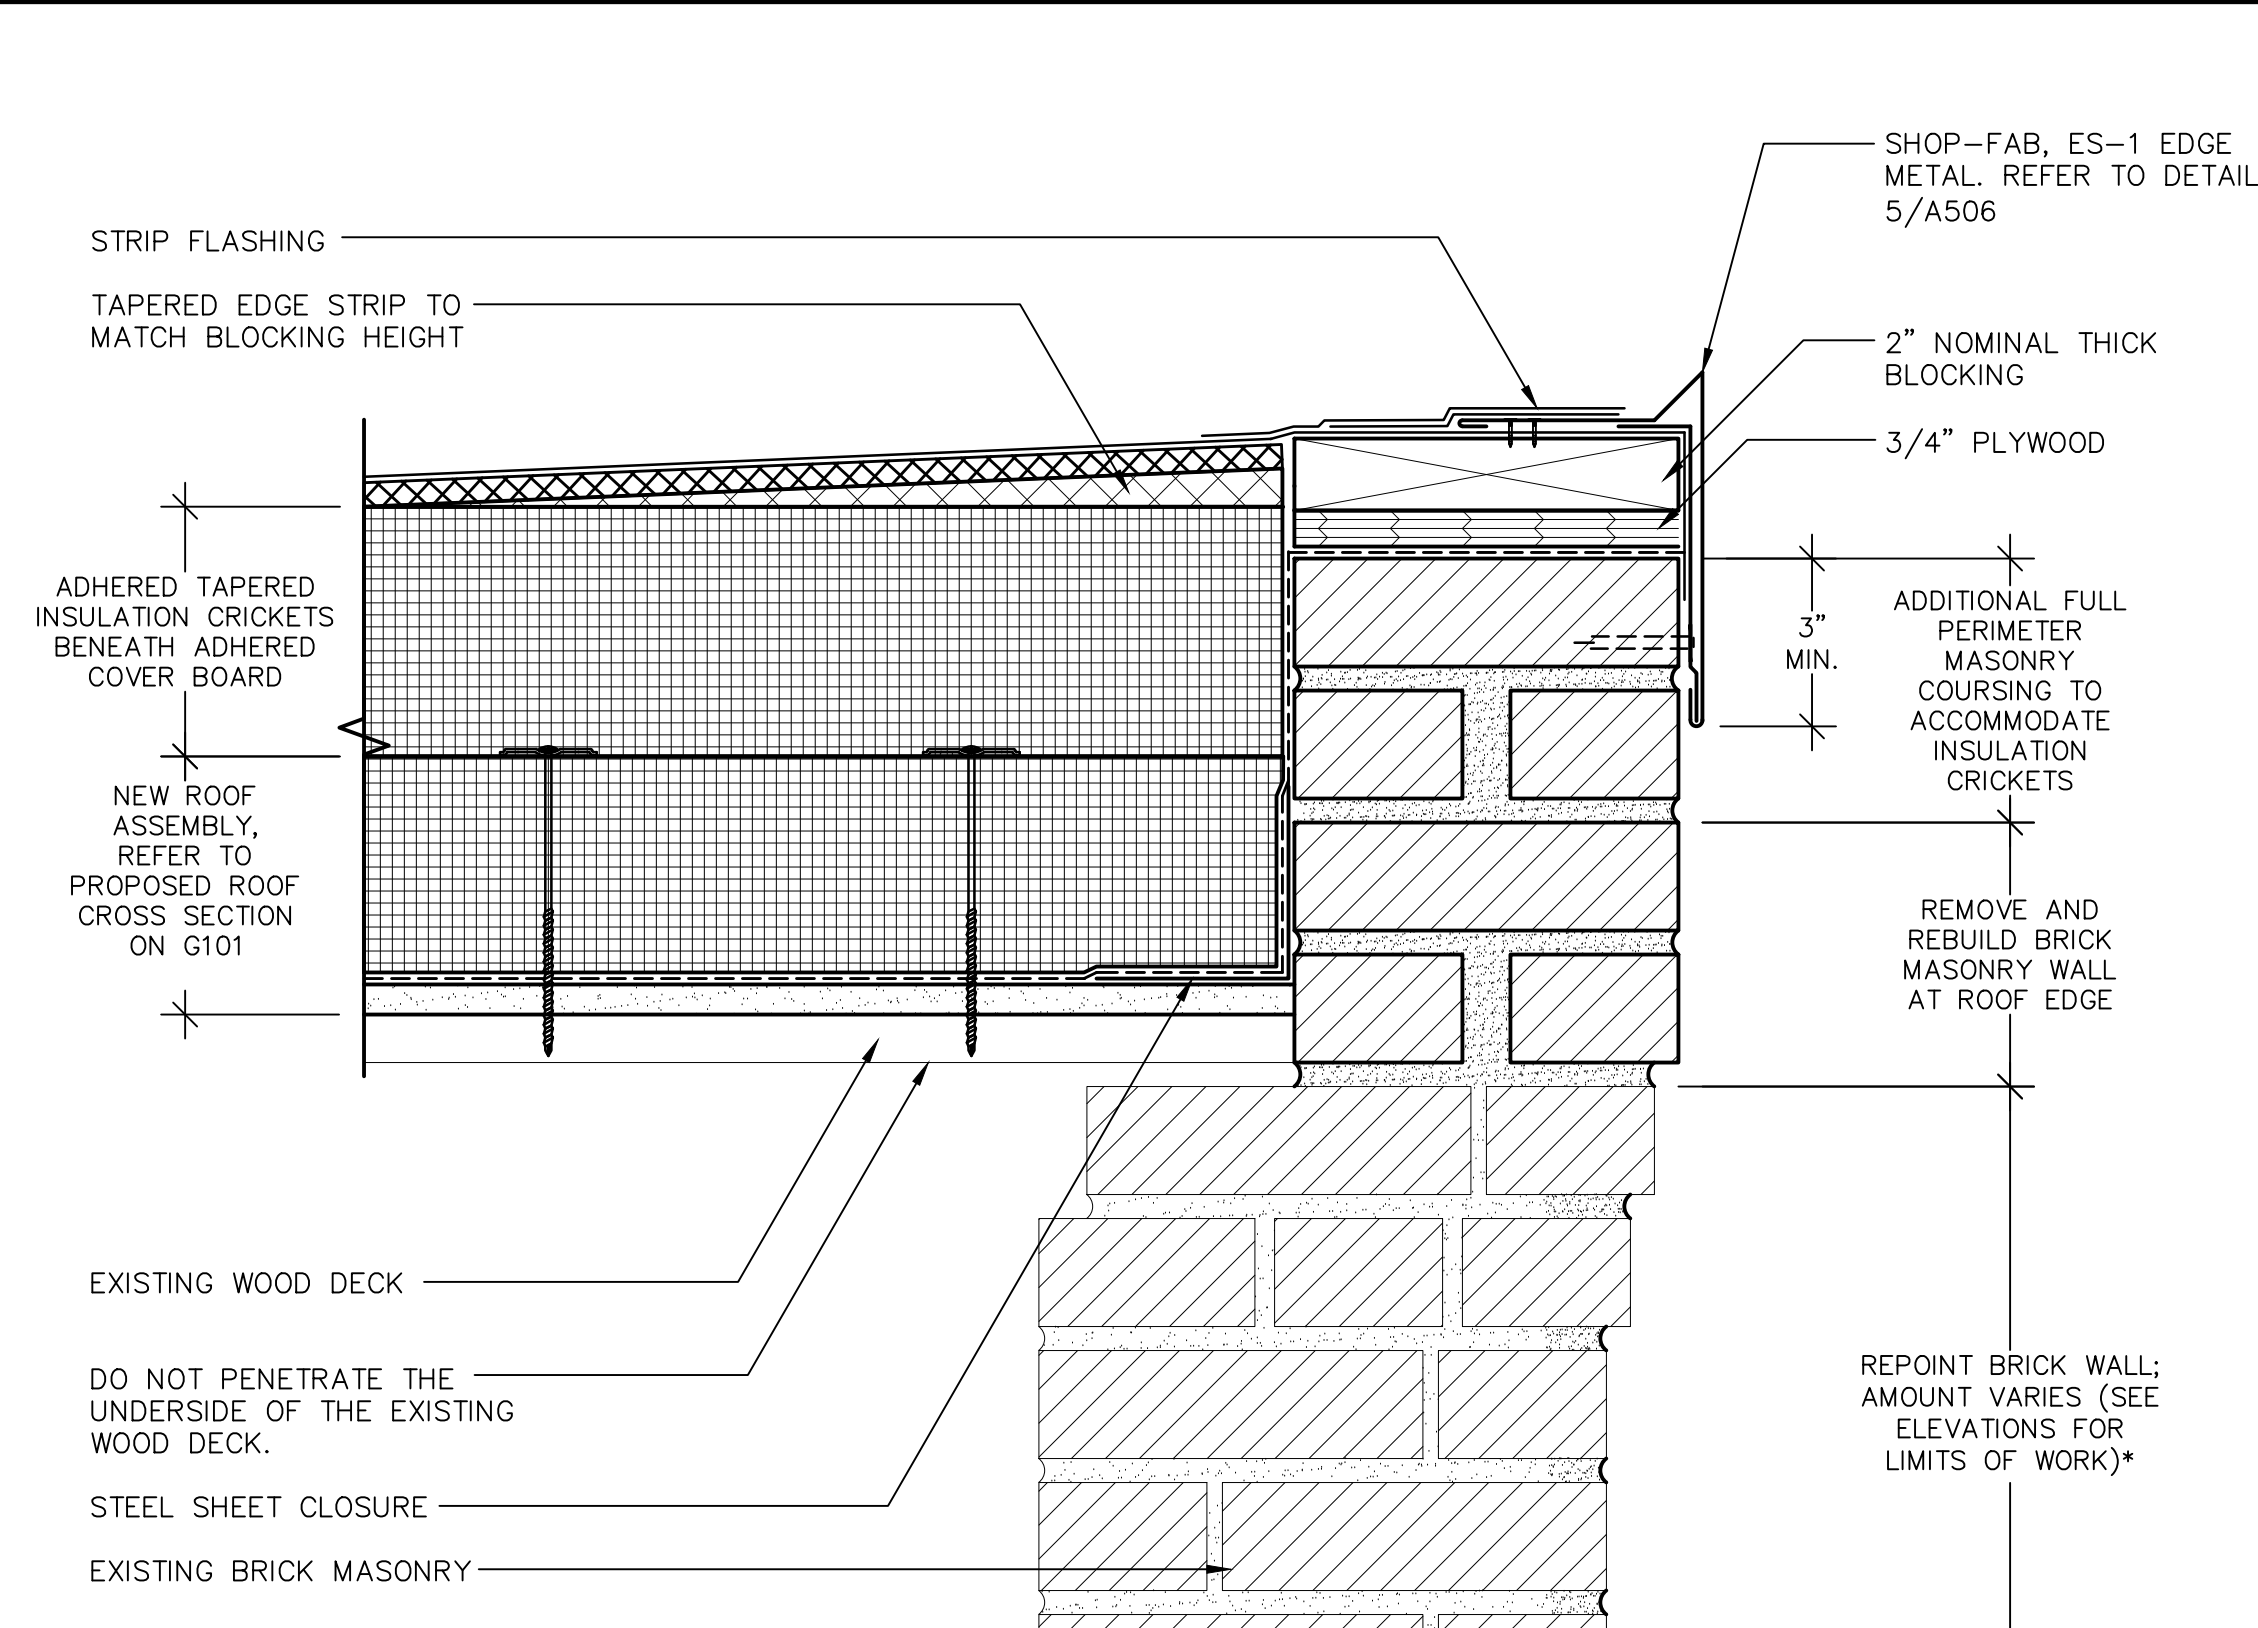 SHOP-FAB, ES-1 EDGE
METAL. REFER TO DETAIL
5/A506
STRIP FLASHING
TAPERED EDGE STRIP TO
MATCH BLOCKING HEIGHT
2" NOMINAL THICK
BLOCKING
3/4" PLYWOOD
ADHERED TAPERED
INSULATION CRICKETS
BENEATH ADHERED
COVER BOARD
3"
MIN.
ADDITIONAL FULL
PERIMETER
MASONRY
COURSING TO
ACCOMMODATE
INSULATION
CRICKETS
NEW ROOF
ASSEMBLY,
REFER TO
PROPOSED ROOF
CROSS SECTION
ON G101
REMOVE AND
REBUILD BRICK
MASONRY WALL
AT ROOF EDGE
EXISTING WOOD DECK
DO NOT PENETRATE THE
UNDERSIDE OF THE EXISTING
WOOD DECK.
REPOINT BRICK WALL;
AMOUNT VARIES (SEE
ELEVATIONS FOR
LIMITS OF WORK)*
STEEL SHEET CLOSURE
EXISTING BRICK MASONRY